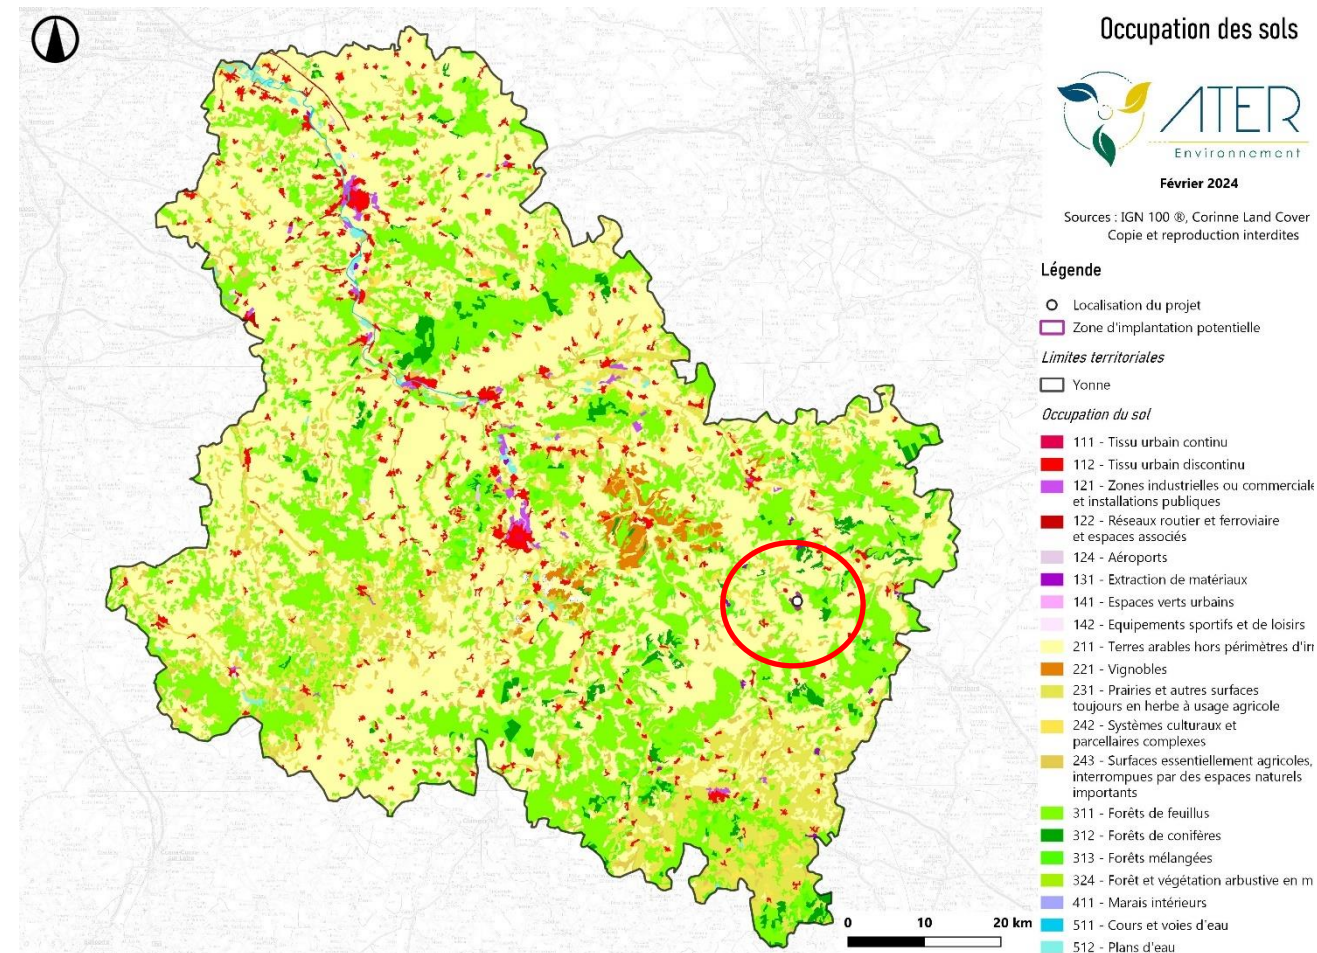 Occupation des sols
ATER
Environnement
Février 2024
Sources : IGN 100 ®, Corinne Land Cover
Copie et reproduction interdites
Légende
Localisation du projet
Zone d'implantation potentielle
Limites territoriales
Yonne
Occupation du sol
111 - Tissu urbain continu
112 - Tissu urbain discontinu
121 - Zones industrielles ou commerciale
et installations publiques
122 - Réseaux routier et ferroviaire
et espaces associés
124 - Aéroports
131 - Extraction de matériaux
141 - Espaces verts urbains
142 - Equipements sportifs et de loisirs
211 - Terres arables hors périmètres d'irr
221 - Vignobles
231 - Prairies et autres surfaces
toujours en herbe à usage agricole
242 - Systèmes culturaux et
parcellaires complexes
243 - Surfaces essentiellement agricoles,
interrompues par des espaces naturels
importants
311 - Forêts de feuillus
312 - Forêts de conifères
313 - Forêts mélangées
324 - Forêt et végétation arbustive en m
411 - Marais intérieurs
511 - Cours et voies d'eau
512 - Plans d'eau
0 10 20 km